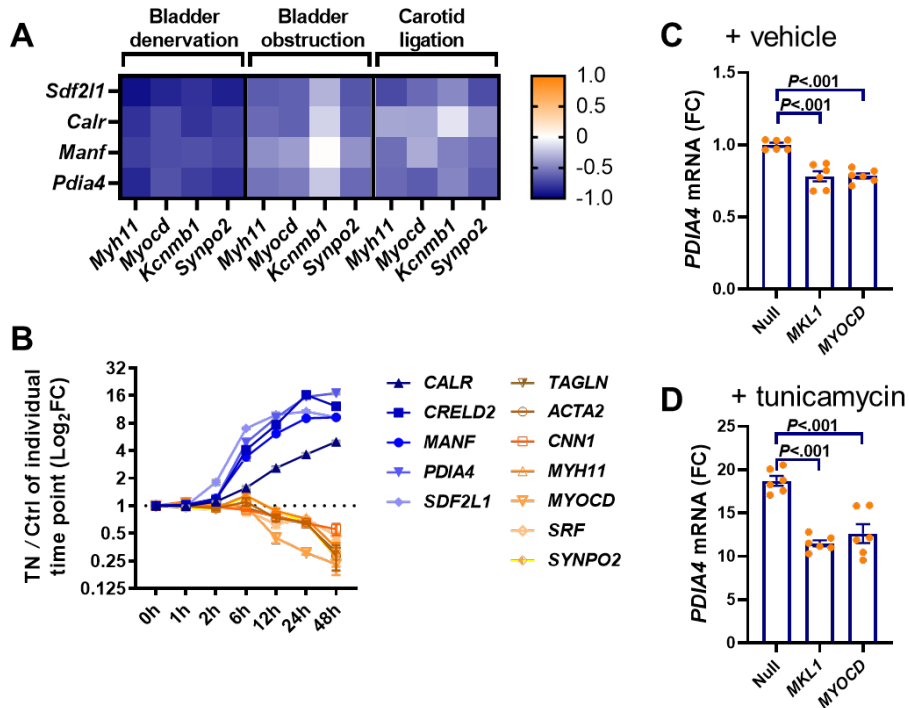 A
Bladder denervation
Bladder obstruction
Carotid ligation
Sdf2l1
Calr
Manf
Pdia4
Myh11
Myocd
Kcnmb1
Synpo2
Myh11
Myocd
Kcnmb1
Synpo2
Myh11
Myocd
Kcnmb1
Synpo2
1.0
0.5
0
-0.5
-1.0
B
TN / Ctrl of individual
time point (Log2FC)
32
16
8
4
2
1
0.5
0.25
0.125
0h
1h
2h
6h
12h
24h
48h
CALR
CRELD2
MANF
PDIA4
SDF2L1
TAGLN
ACTA2
CNN1
MYH11
MYOCD
SRF
SYNPO2
C
+ vehicle
PDIA4 mRNA (FC)
1.5
1.0
0.5
0.0
P<.001
P<.001
Null
MKL1
MYOCD
D
+ tunicamycin
PDIA4 mRNA (FC)
25
20
15
10
5
0
P<.001
P<.001
Null
MKL1
MYOCD